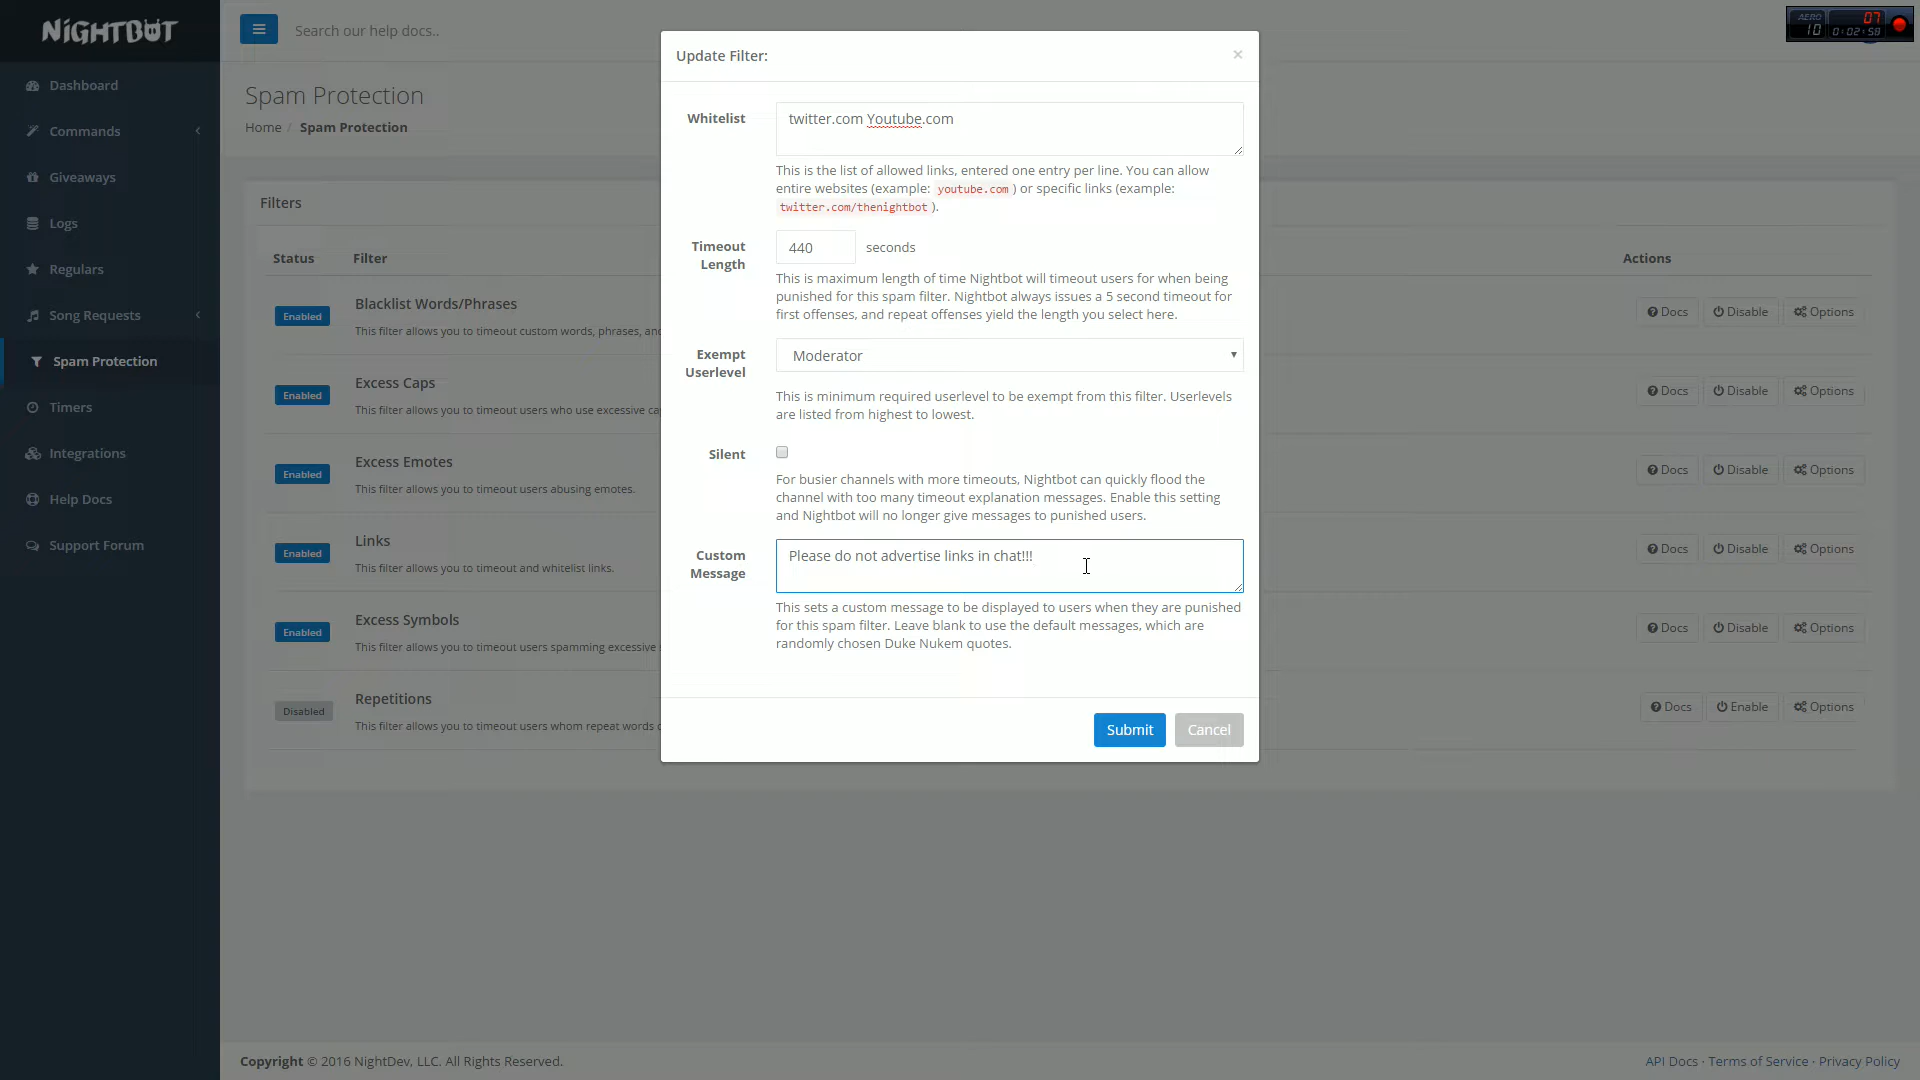 NIGHTBOT
Dashboard
Commands
Giveaways
Logs
Regulars
Song Requests
Spam Protection
Timers
Integrations
Help Docs
Support Forum
Search our help docs..
AERO
10
07
0:02:58
Spam Protection
Home / Spam Protection
Filters
Status Filter Actions
Enabled Blacklist Words/Phrases
This filter allows you to timeout custom words, phrases, and
Docs Disable Options
Enabled Excess Caps
This filter allows you to timeout users who use excessive ca
Docs Disable Options
Enabled Excess Emotes
This filter allows you to timeout users abusing emotes.
Docs Disable Options
Enabled Links
This filter allows you to timeout and whitelist links.
Docs Disable Options
Enabled Excess Symbols
This filter allows you to timeout users spamming excessive
Docs Disable Options
Disabled Repetitions
This filter allows you to timeout users whom repeat words
Docs Enable Options
Update Filter: ×
Whitelist
twitter.com Youtube.com
This is the list of allowed links, entered one entry per line. You can allow
entire websites (example: youtube.com ) or specific links (example:
twitter.com/thenightbot ).
Timeout
Length
440 seconds
This is maximum length of time Nightbot will timeout users for when being
punished for this spam filter. Nightbot always issues a 5 second timeout for
first offenses, and repeat offenses yield the length you select here.
Exempt
Userlevel
Moderator
This is minimum required userlevel to be exempt from this filter. Userlevels
are listed from highest to lowest.
Silent
For busier channels with more timeouts, Nightbot can quickly flood the
channel with too many timeout explanation messages. Enable this setting
and Nightbot will no longer give messages to punished users.
Custom
Message
Please do not advertise links in chat!!!
This sets a custom message to be displayed to users when they are punished
for this spam filter. Leave blank to use the default messages, which are
randomly chosen Duke Nukem quotes.
Submit Cancel
Copyright © 2016 NightDev, LLC. All Rights Reserved.
API Docs · Terms of Service · Privacy Policy